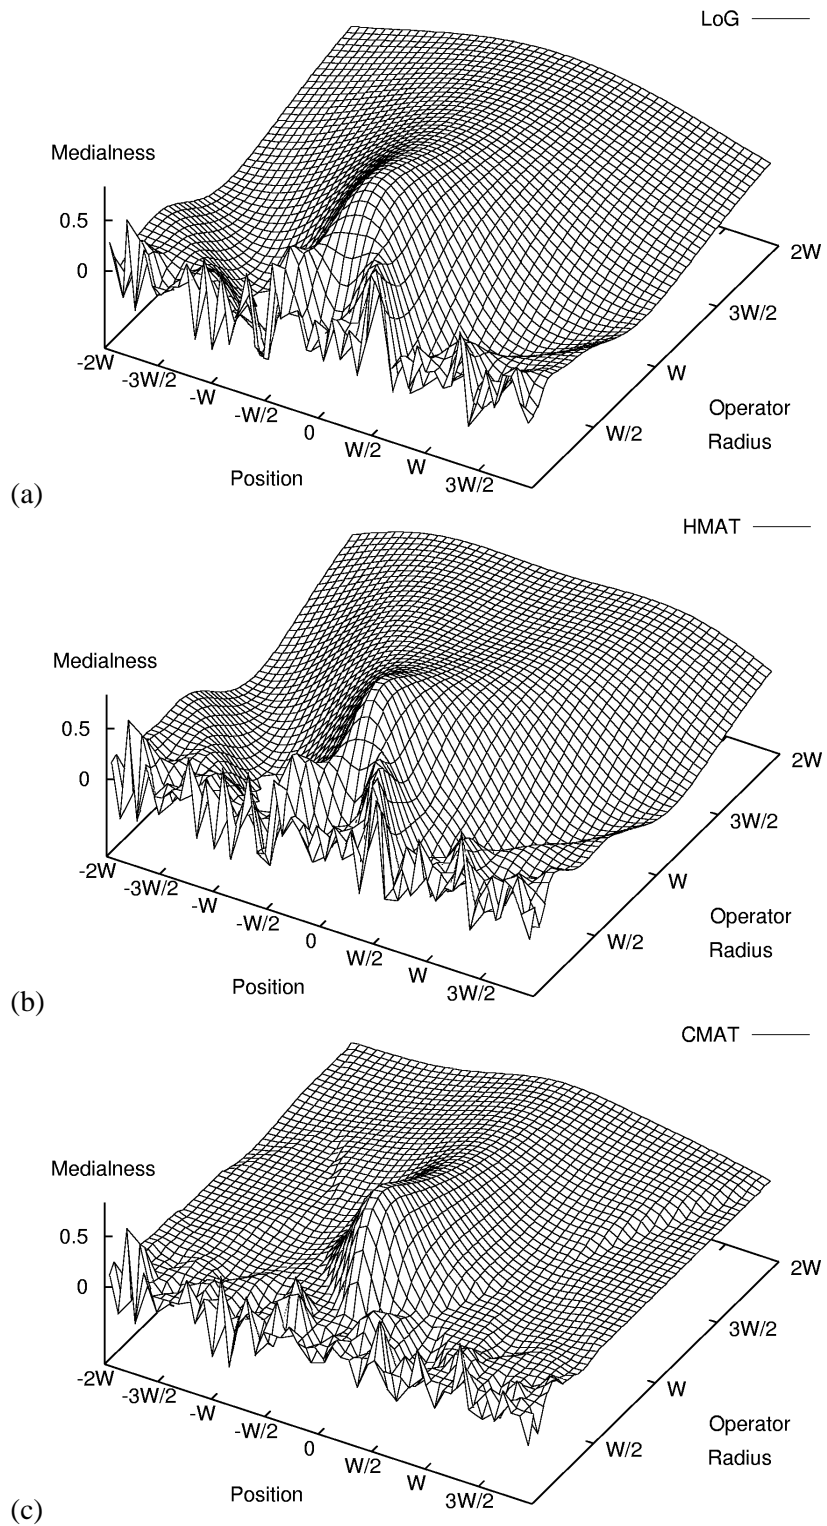 LoG
Medialness
0.5
0
-2W
-3W/2
-W
-W/2
0
W/2
W
3W/2
Position
2W
3W/2
W
W/2
Operator
Radius
(a)
HMAT
Medialness
0.5
0
-2W
-3W/2
-W
-W/2
0
W/2
W
3W/2
Position
2W
3W/2
W
W/2
Operator
Radius
(b)
CMAT
Medialness
0.5
0
-2W
-3W/2
-W
-W/2
0
W/2
W
3W/2
Position
2W
3W/2
W
W/2
Operator
Radius
(c)